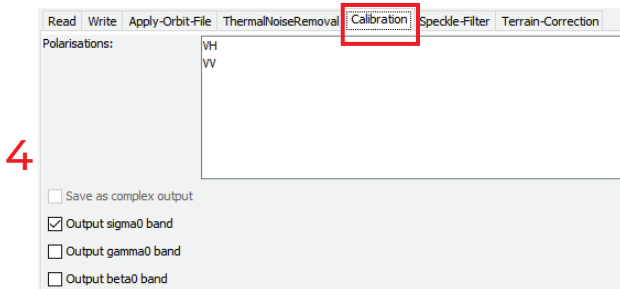 Read Write Apply-Orbit-File ThermalNoiseRemoval Calibration Speckle-Filter Terrain-Correction
Polarisations:
VH
VV
4
Save as complex output
Output sigma0 band
Output gamma0 band
Output beta0 band